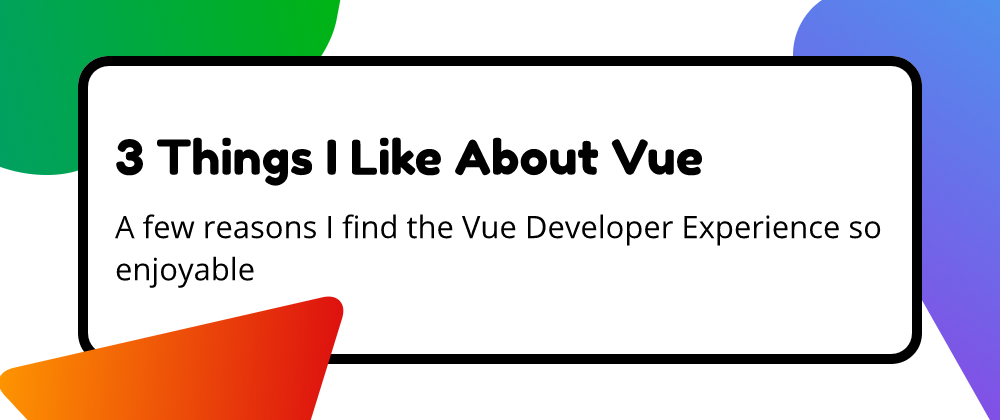 3 Things I Like About Vue
A few reasons I find the Vue Developer Experience so
enjoyable